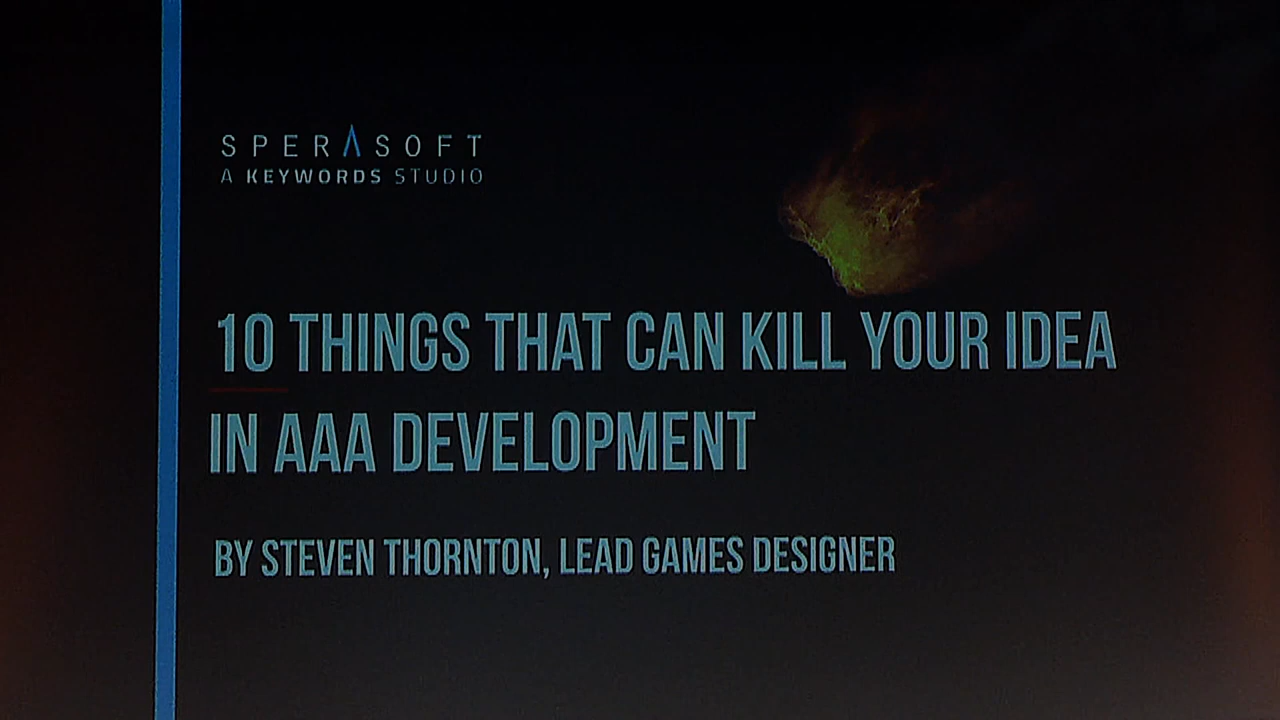 SPERASOFT
A KEYWORDS STUDIO
10 THINGS THAT CAN KILL YOUR IDEA
IN AAA DEVELOPMENT
BY STEVEN THORNTON, LEAD GAMES DESIGNER